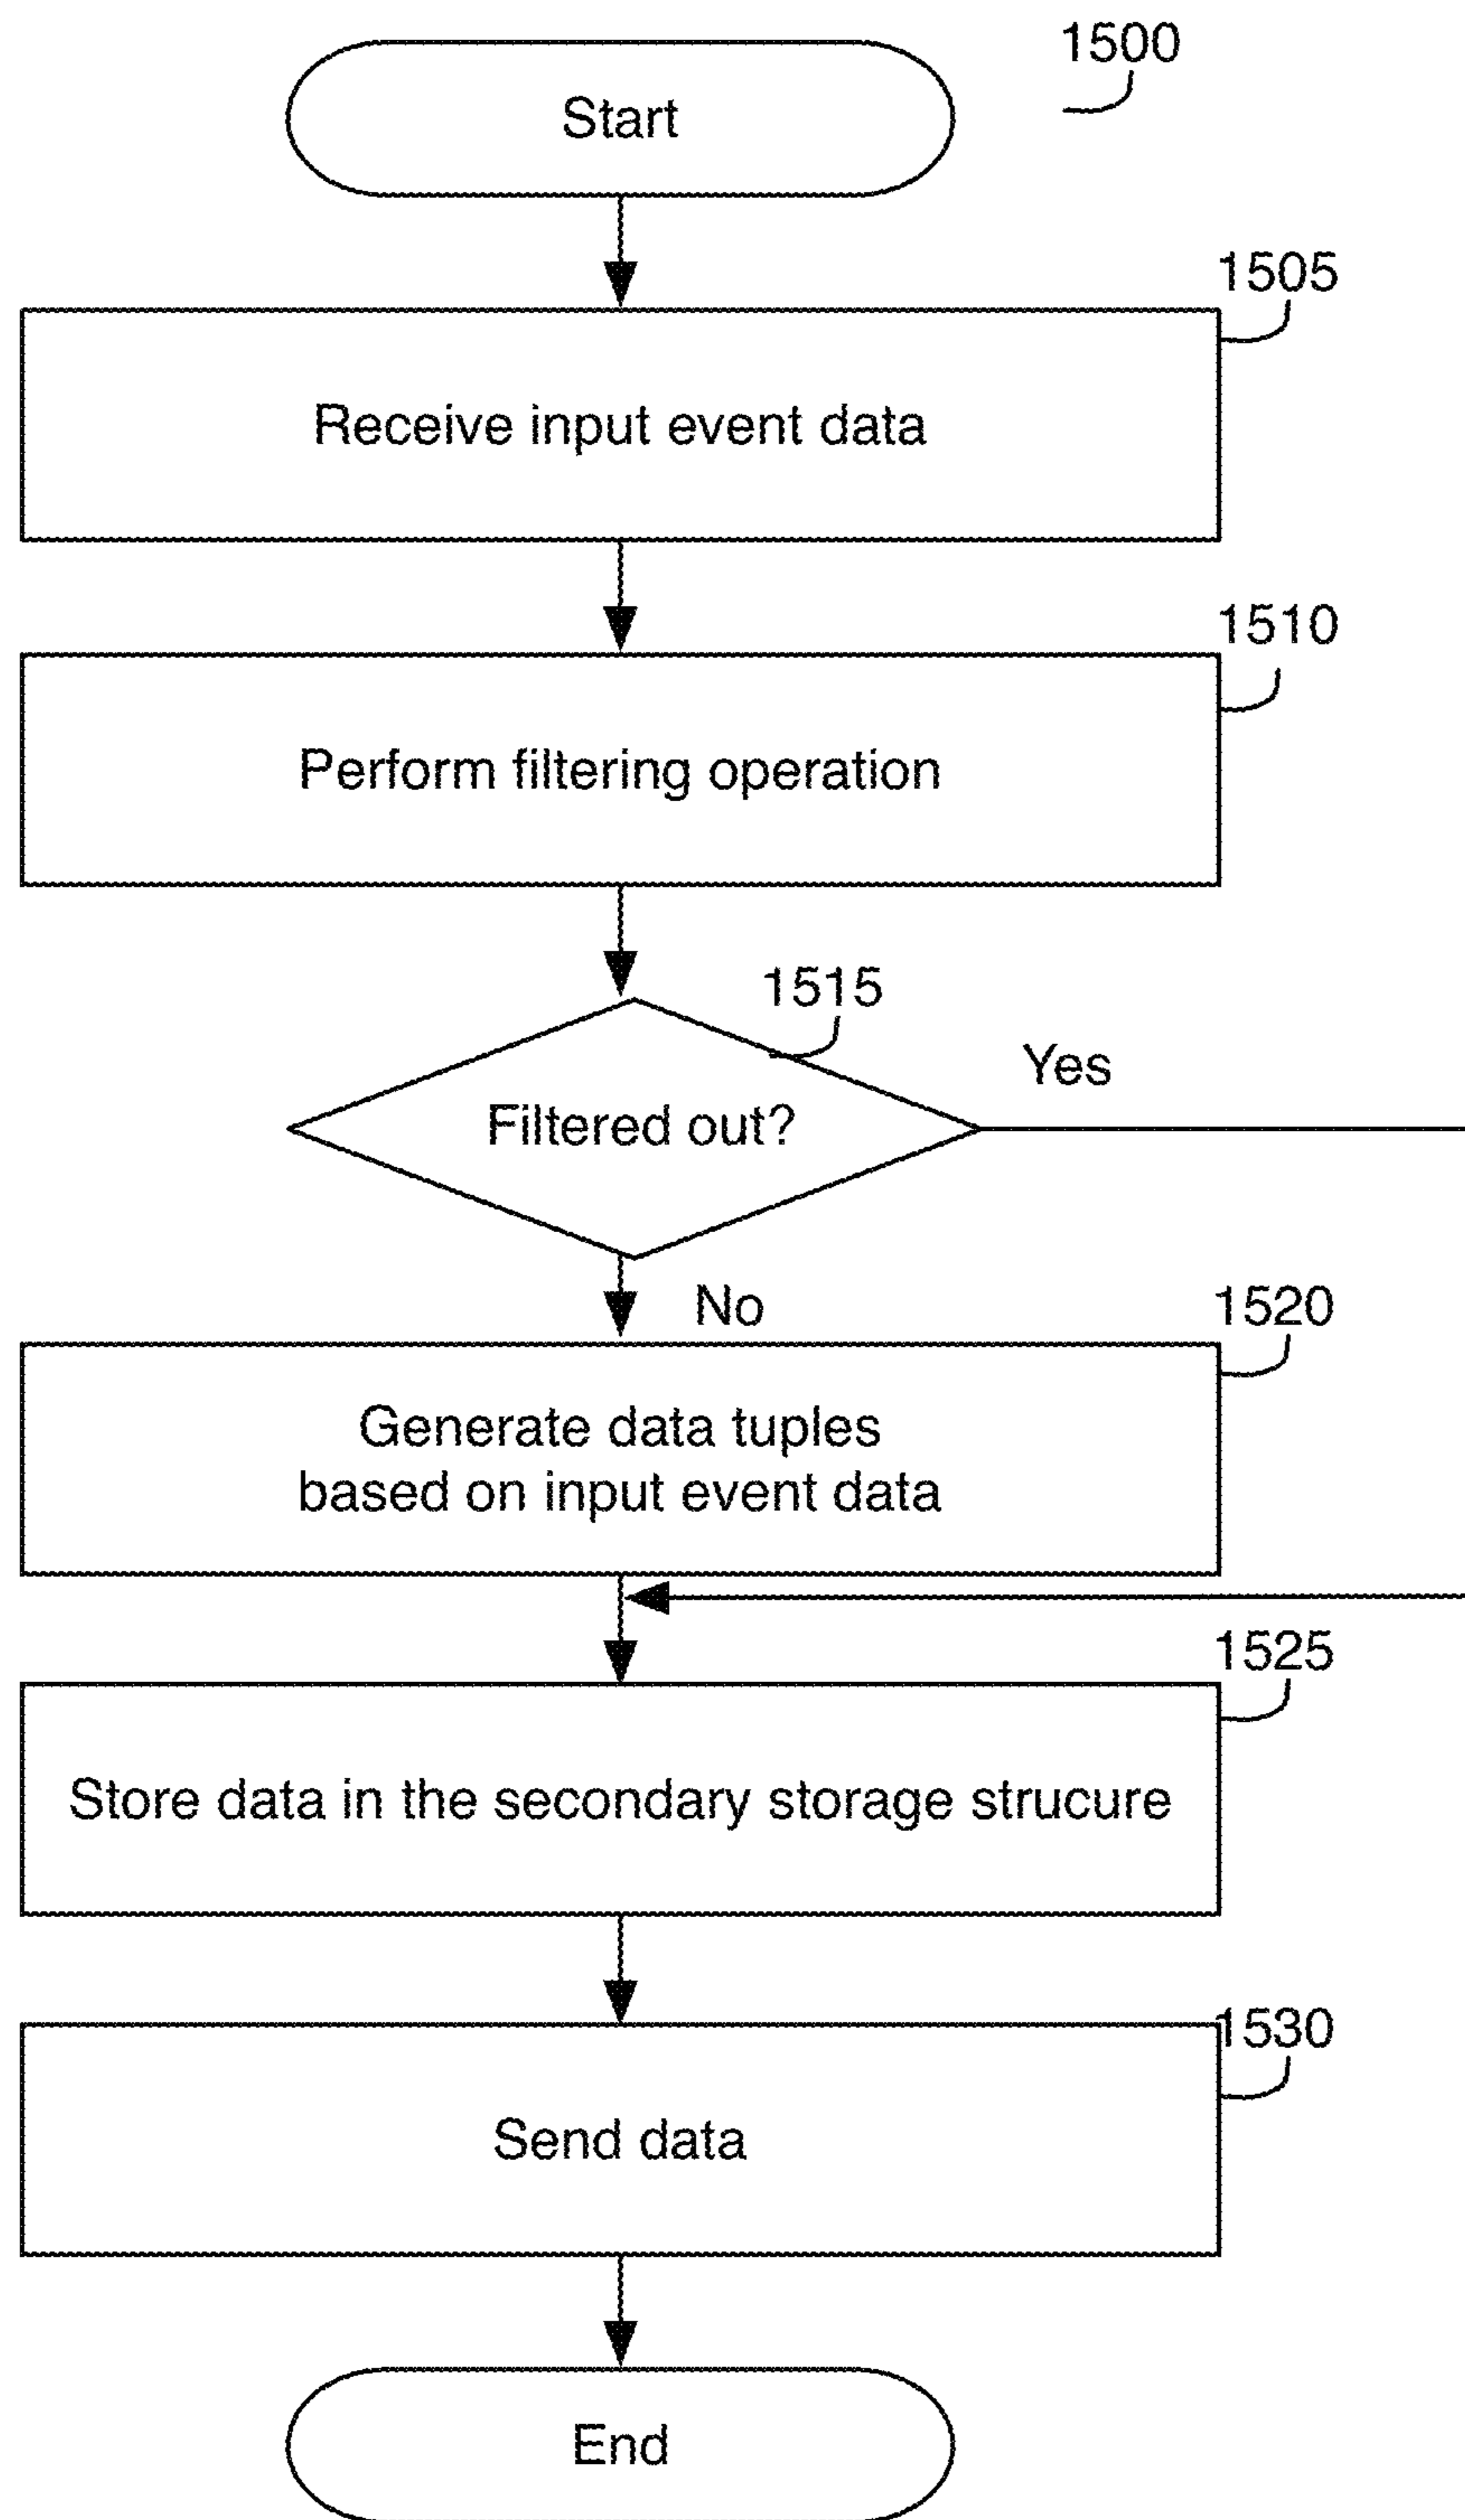 1500
Start
1505
Receive input event data
1510
Perform filtering operation
1515
Yes
Filtered out?
No
1520
Generate data tuples
based on input event data
1525
Store data in the secondary storage strucure
1530
Send data
End